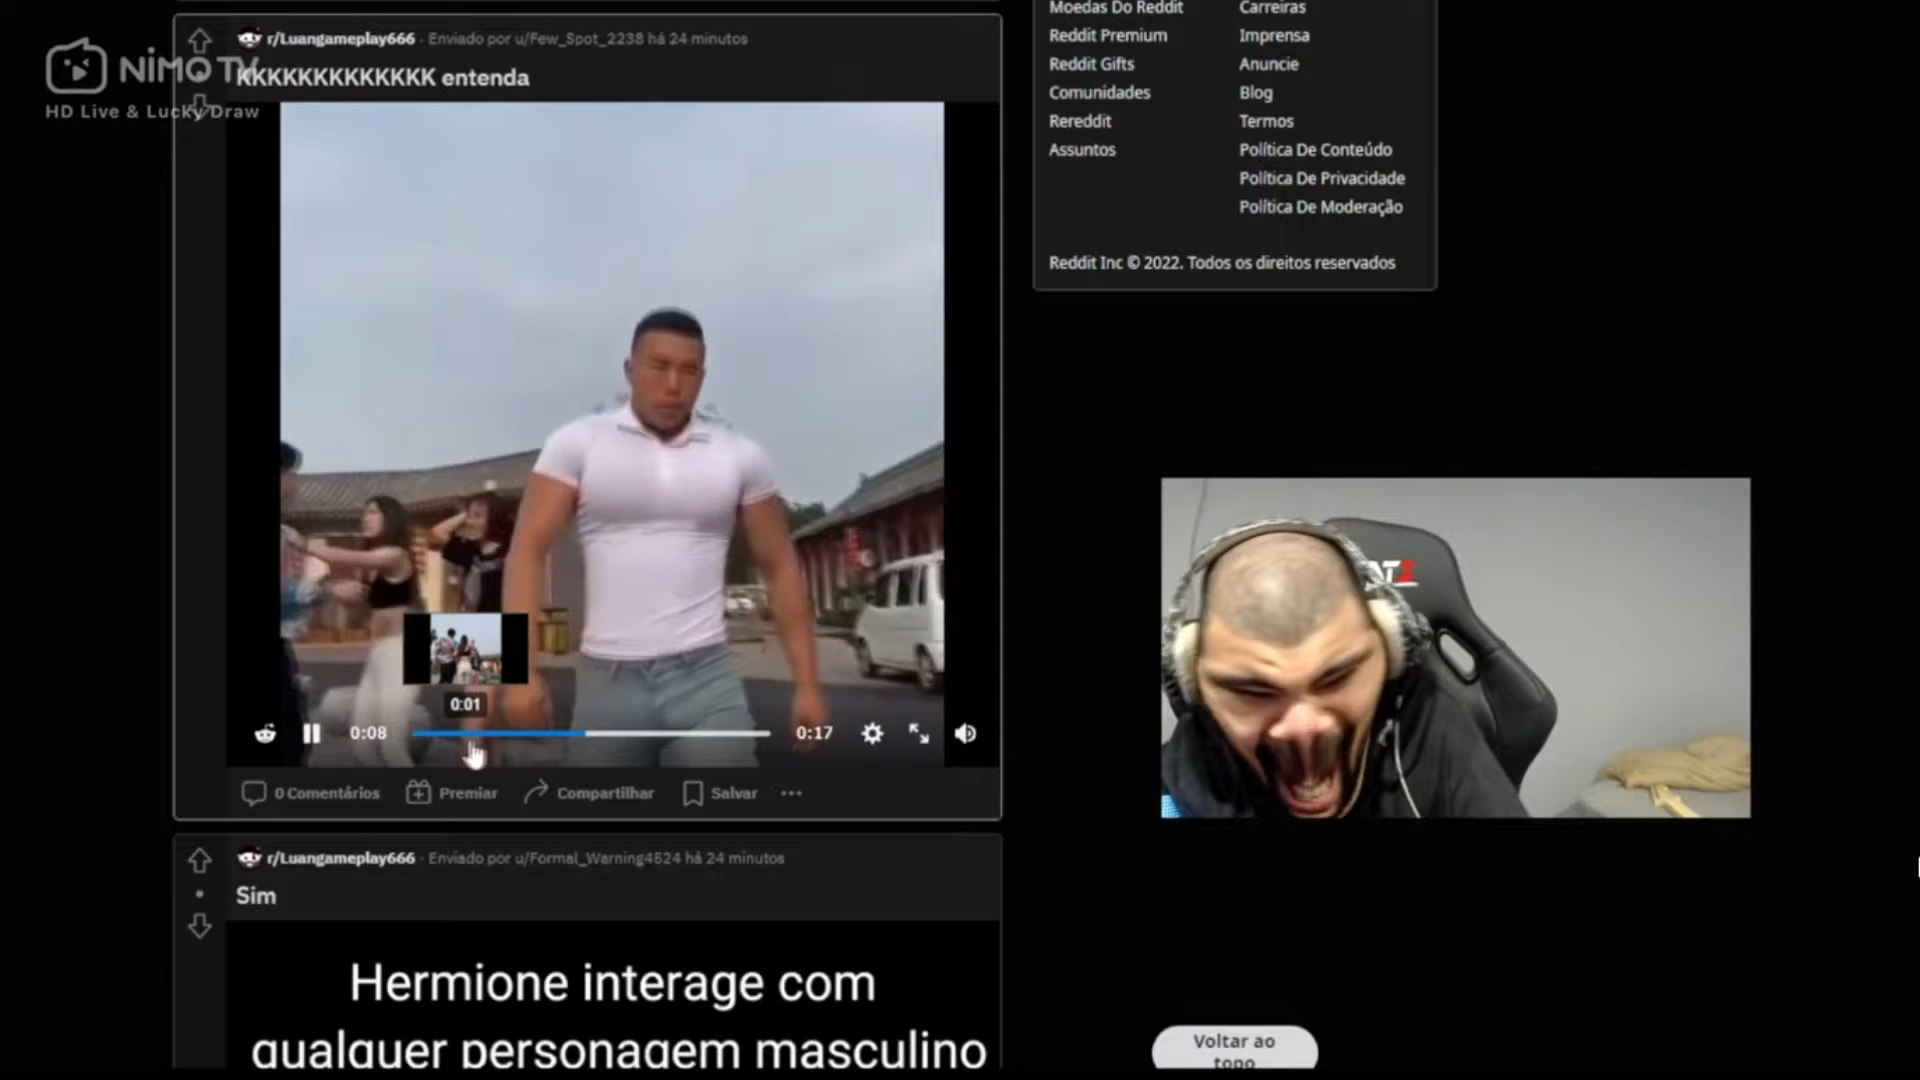 NIMO TV
HD Live & Lucky Draw
r/Luangameplay666 · Enviado por u/Few_Spot_2238 há 24 minutos
KKKKKKKKKKKKKK entenda
0:01
0:08
0:17
0 Comentários
Premiar
Compartilhar
Salvar
r/Luangameplay666 · Enviado por u/Formal_Warning4524 há 24 minutos
Sim
Hermione interage com
qualquer personagem masculino
Moedas Do Reddit
Carreiras
Reddit Premium
Imprensa
Reddit Gifts
Anuncie
Comunidades
Blog
Rereddit
Termos
Assuntos
Política De Conteúdo
Política De Privacidade
Política De Moderação
Reddit Inc © 2022. Todos os direitos reservados
Voltar ao
topo